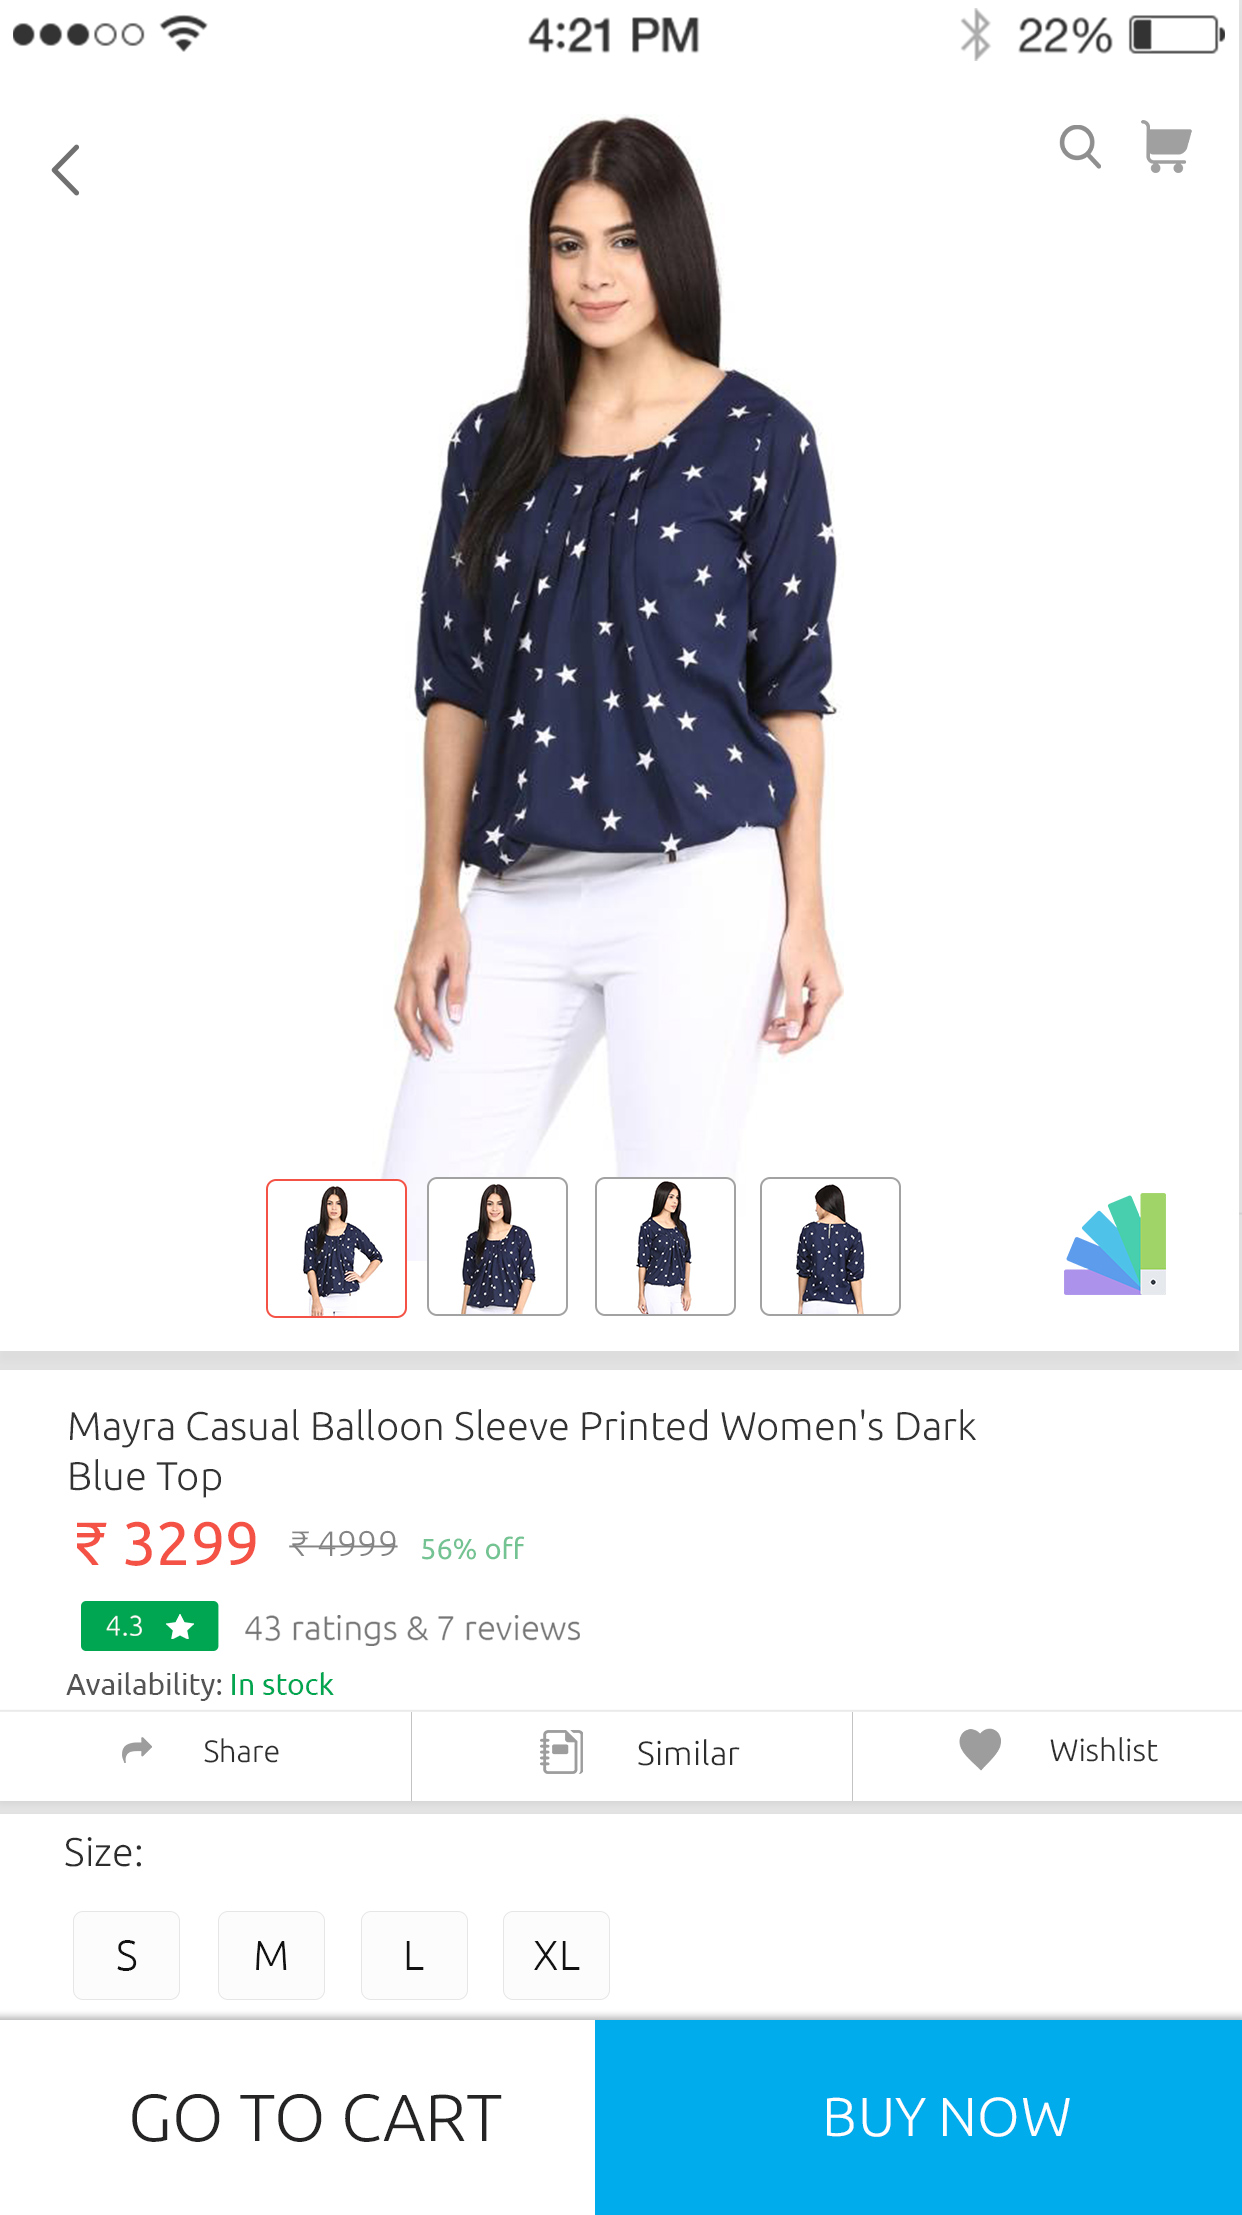 4:21 PM
22%
Mayra Casual Balloon Sleeve Printed Women's Dark
Blue Top
₹ 3299 ₹ 4999 56% off
4.3 ★ 43 ratings & 7 reviews
Availability: In stock
Share
Similar
Wishlist
Size:
S
M
L
XL
GO TO CART
BUY NOW